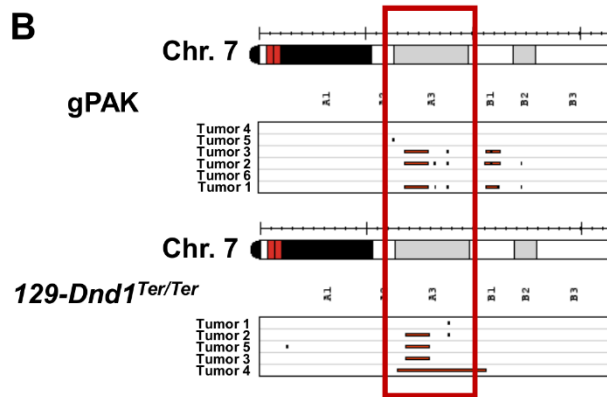 B
Chr. 7
gPAK
A1
A2
A3
B1
B2
B3
Tumor 4
Tumor 5
Tumor 3
Tumor 2
Tumor 6
Tumor 1
Chr. 7
129-Dnd1Ter/Ter
A1
A3
B1
B2
B3
Tumor 1
Tumor 2
Tumor 5
Tumor 3
Tumor 4